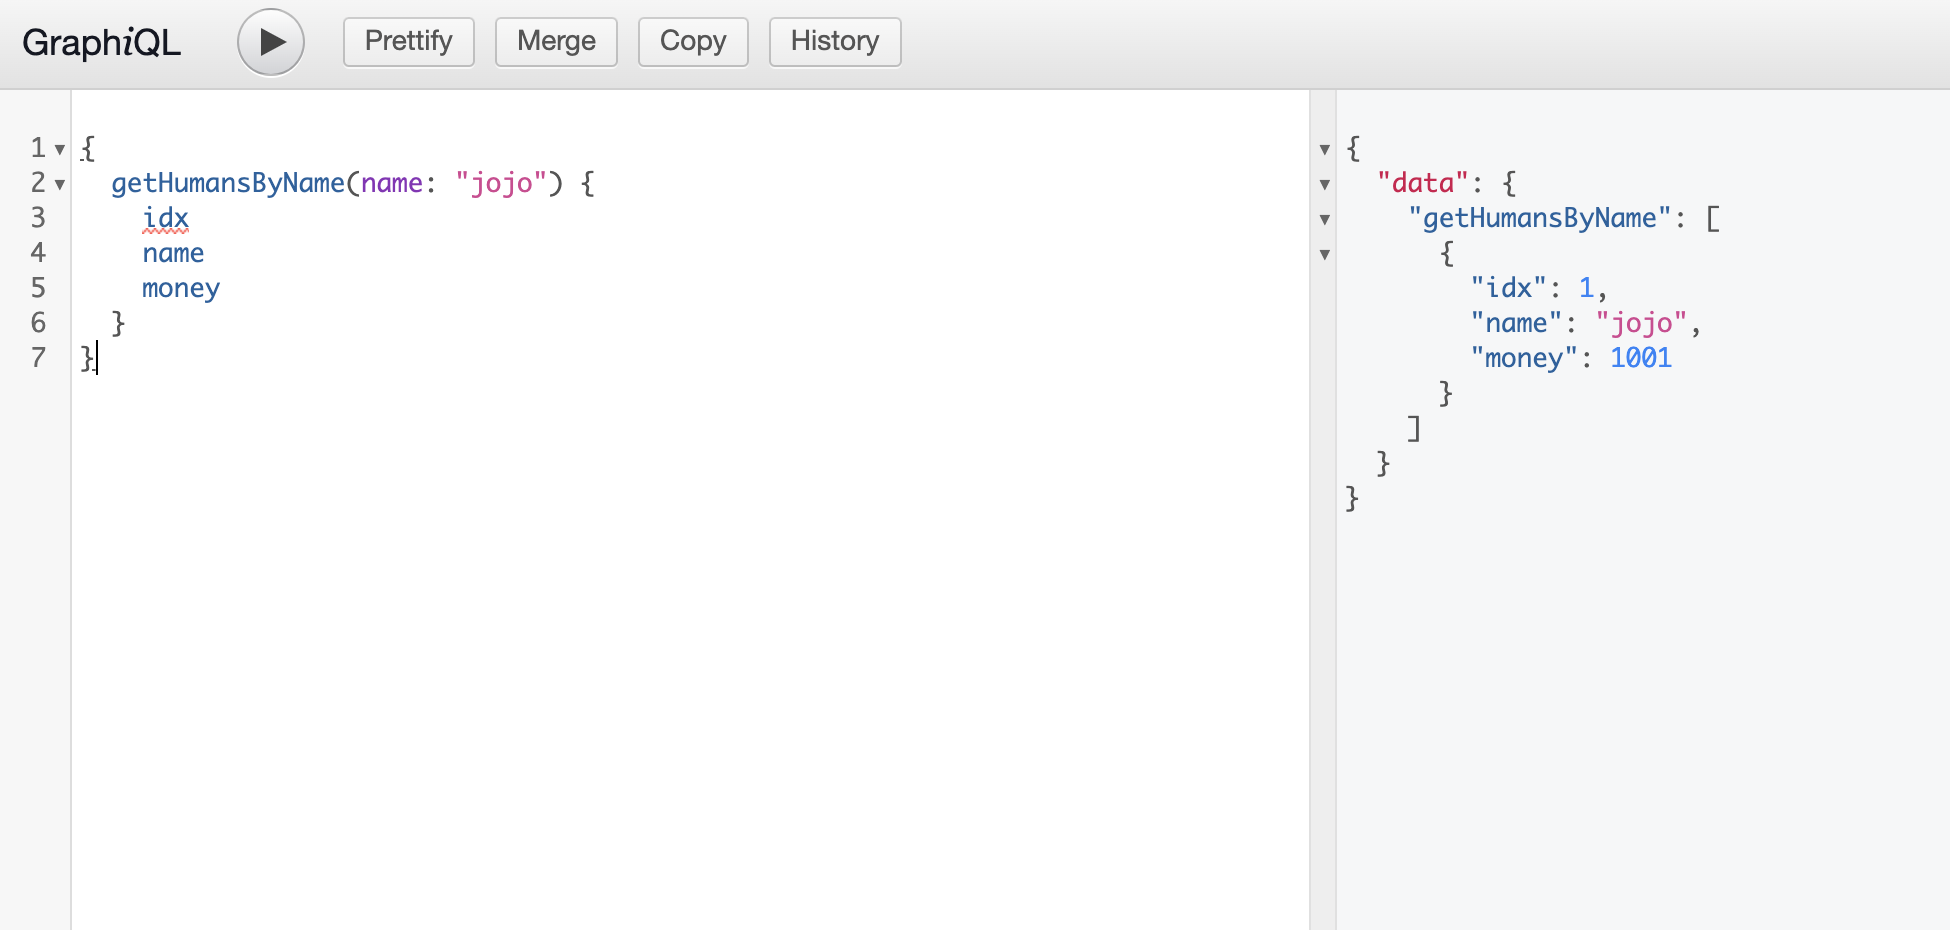 GraphiQL Prettify Merge Copy History
1 {
2 getHumansByName(name: "jojo") {
3 idx
4 name
5 money
6 }
7 }
{
"data": {
"getHumansByName": [
{
"idx": 1,
"name": "jojo",
"money": 1001
}
]
}
}